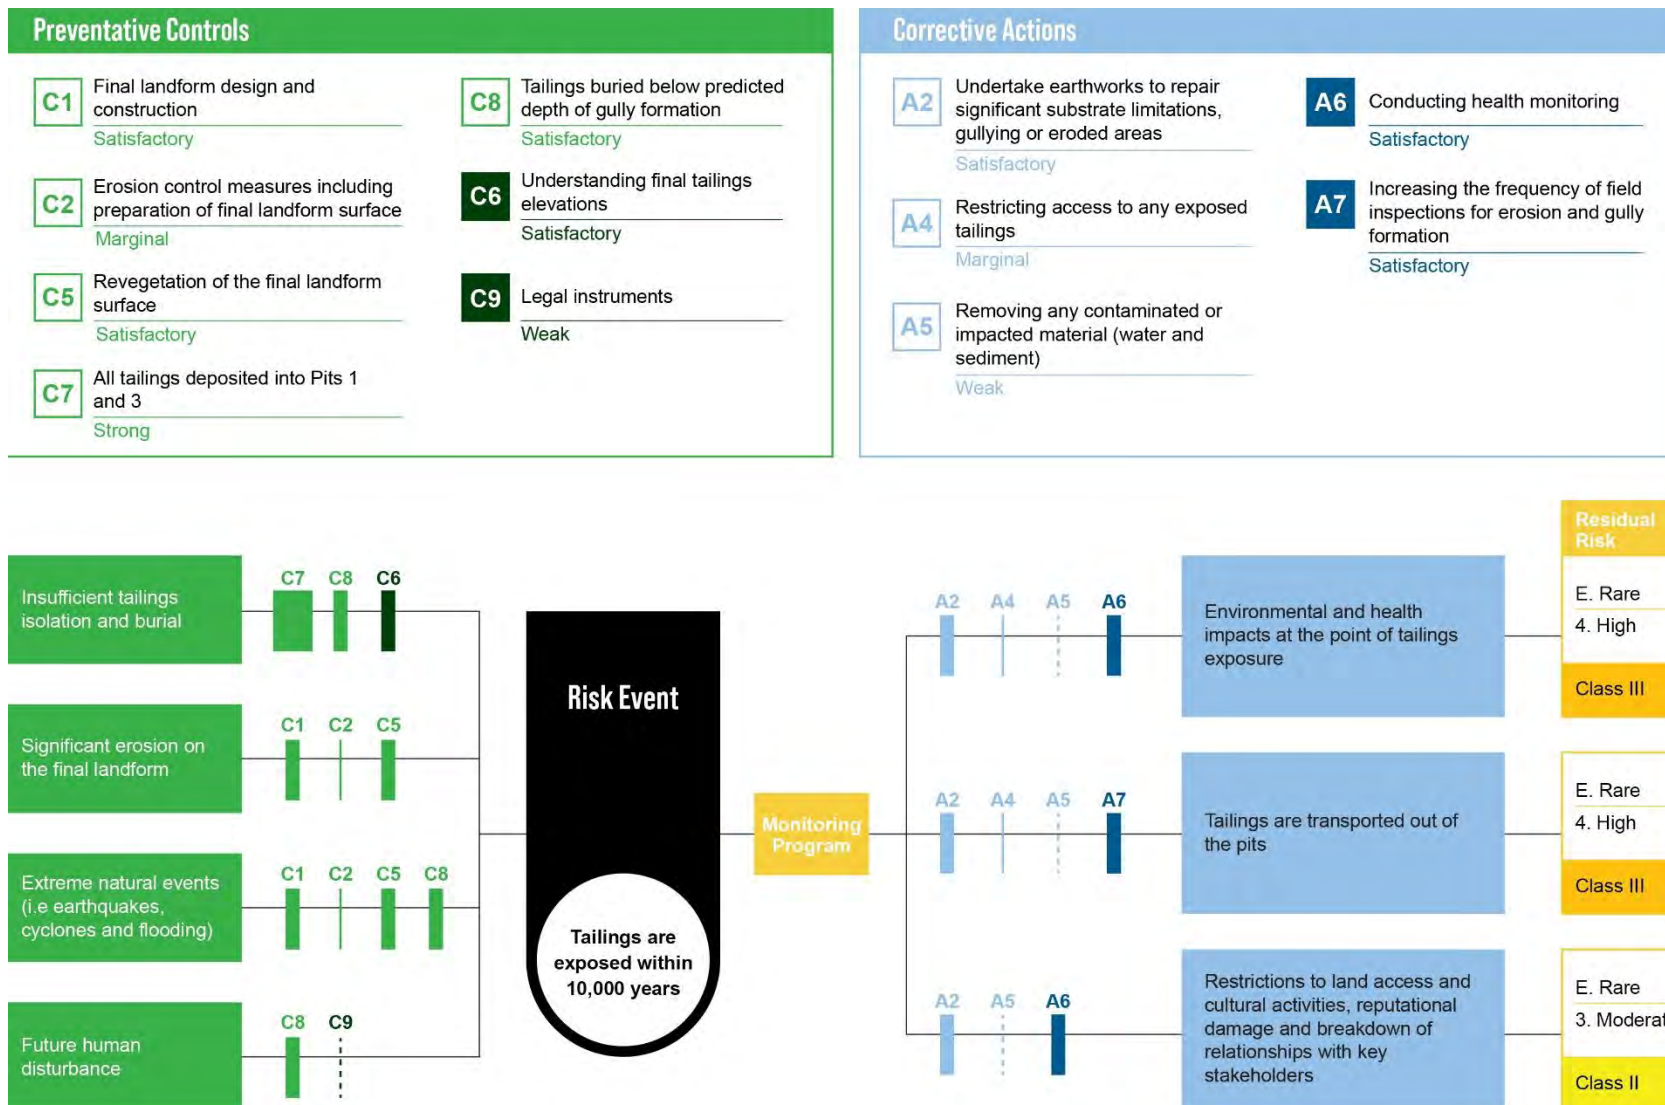 Preventative Controls
C1
Final landform design and
construction
Satisfactory
C2
Erosion control measures including
preparation of final landform surface
Marginal
C5
Revegetation of the final landform
surface
Satisfactory
C7
All tailings deposited into Pits 1
and 3
Strong
C8
Tailings buried below predicted
depth of gully formation
Satisfactory
C6
Understanding final tailings
elevations
Satisfactory
C9
Legal instruments
Weak
Corrective Actions
A2
Undertake earthworks to repair
significant substrate limitations,
gullying or eroded areas
Satisfactory
A4
Restricting access to any exposed
tailings
Marginal
A5
Removing any contaminated or
impacted material (water and
sediment)
Weak
A6
Conducting health monitoring
Satisfactory
A7
Increasing the frequency of field
inspections for erosion and gully
formation
Satisfactory
Insufficient tailings
isolation and burial
C7 C8 C6
Significant erosion on
the final landform
C1 C2 C5
Extreme natural events
(i.e earthquakes,
cyclones and flooding)
C1 C2 C5 C8
Future human
disturbance
C8 C9
Risk Event
Tailings are
exposed within
10,000 years
Monitoring
Program
A2 A4 A5 A6
Environmental and health
impacts at the point of tailings
exposure
A2 A4 A5 A7
Tailings are transported out of
the pits
A2 A5 A6
Restrictions to land access and
cultural activities, reputational
damage and breakdown of
relationships with key
stakeholders
Residual
Risk
E. Rare
4. High
Class III
E. Rare
4. High
Class III
E. Rare
3. Moderat
Class II